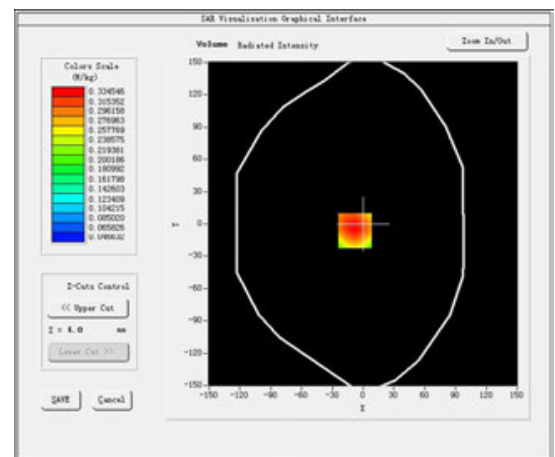 SAR Visualisation Graphical Interface
Volume Radiated Intensity
Zoom In/Out
Colors Scale
(W/kg)
0.334546
0.315352
0.296158
0.276963
0.257769
0.238575
0.219381
0.200186
0.180992
0.161798
0.142603
0.123409
0.104215
0.085020
0.065826
0.046632
Z-Cuts Control
<< Upper Cut
Z = 4.0 mm
Lower Cut >>
SAVE Cancel
150
120
90
60
30
Y 0
-30
-60
-90
-120
-150
-150 -120 -90 -60 -30 0 30 60 90 120 150
X